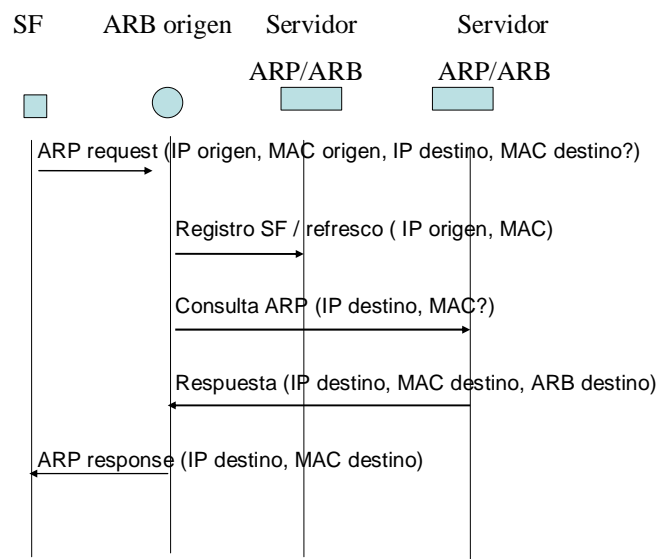 SF ARB origen Servidor Servidor
ARP/ARB ARP/ARB
ARP request (IP origen, MAC origen, IP destino, MAC destino?)
Registro SF / refresco ( IP origen, MAC)
Consulta ARP (IP destino, MAC?)
Respuesta (IP destino, MAC destino, ARB destino)
ARP response (IP destino, MAC destino)